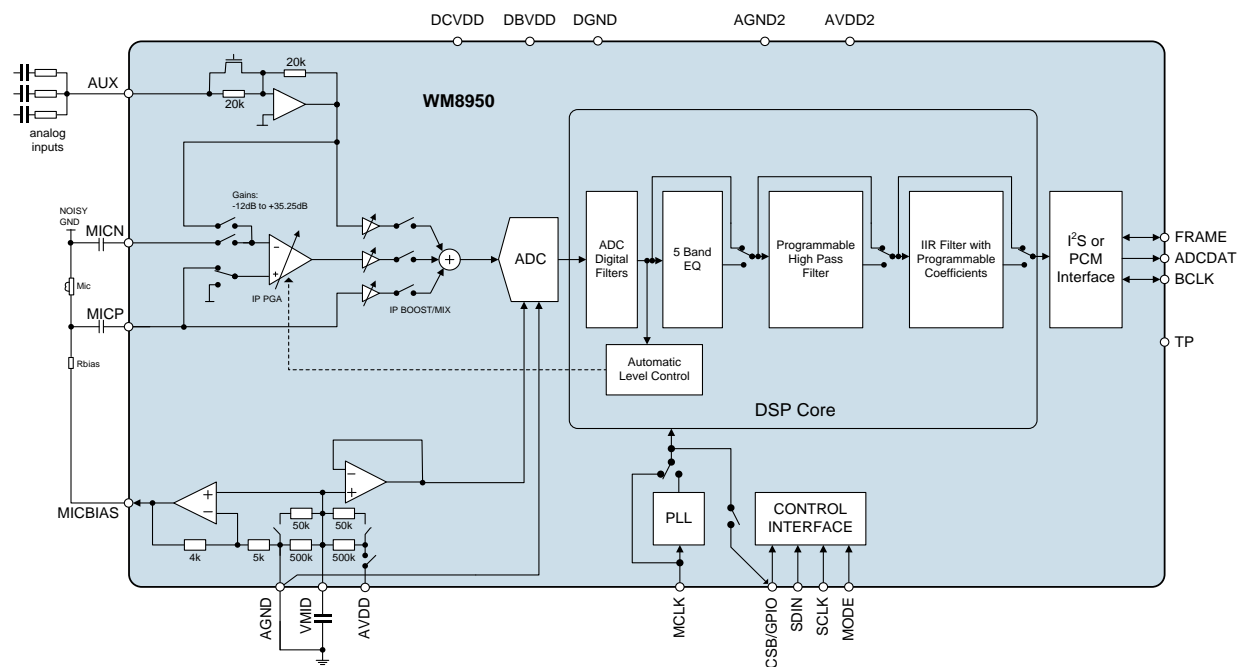 DCVDD
DBVDD
DGND
AGND2
AVDD2
WM8950
AUX
20k
20k
analog
inputs
Gains:
-12dB to +35.25dB
NOISY
GND
MICN
Mic
MICP
Rbias
IP PGA
IP BOOST/MIX
ADC
ADC
Digital
Filters
5 Band
EQ
Programmable
High Pass
Filter
IIR Filter with
Programmable
Coefficients
I²S or
PCM
Interface
FRAME
ADCDAT
BCLK
TP
Automatic
Level Control
DSP Core
MICBIAS
4k
5k
50k
50k
500k
500k
PLL
CONTROL
INTERFACE
AGND
VMID
AVDD
MCLK
CSB/GPIO
SDIN
SCLK
MODE